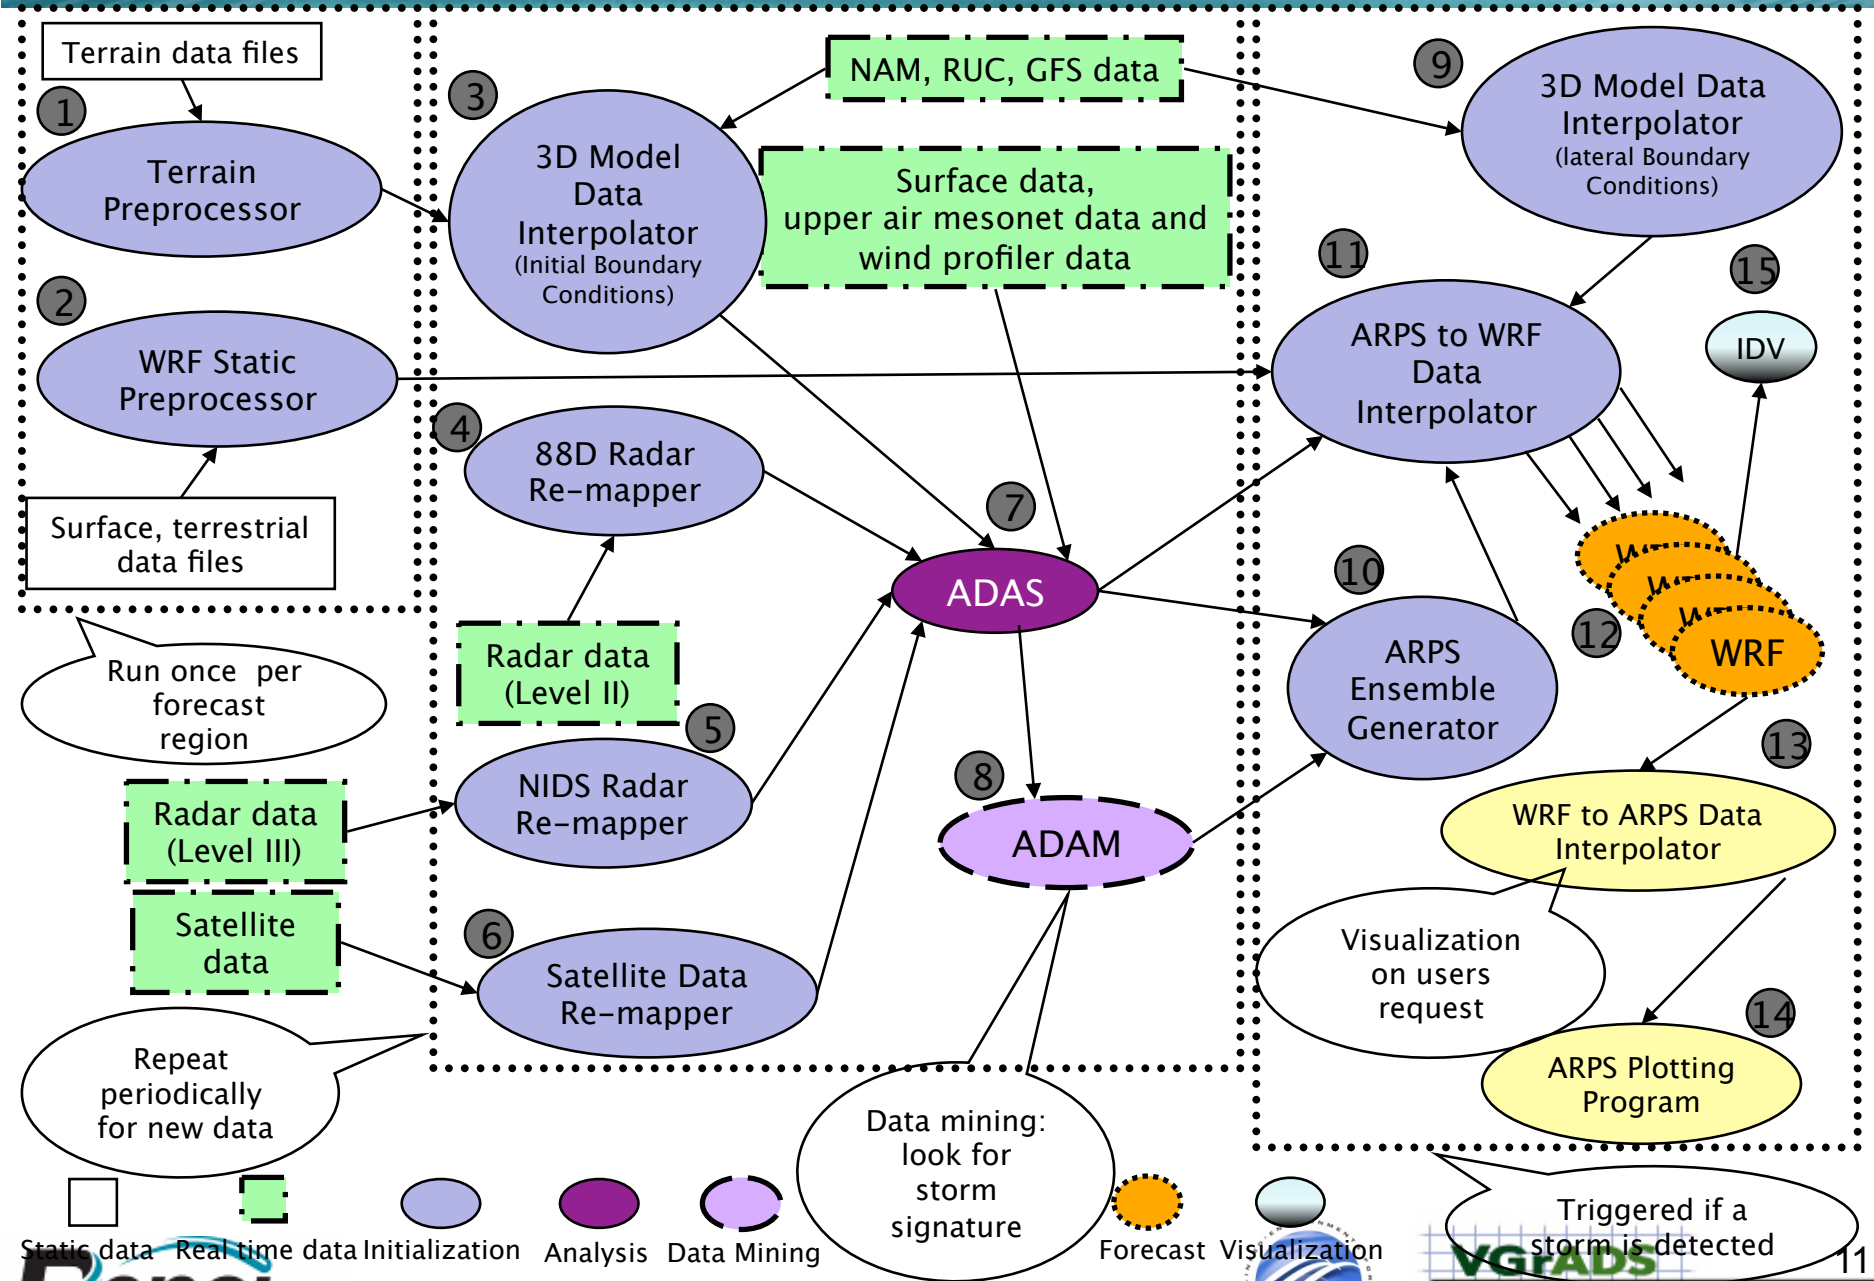 Terrain data files
1
Terrain
Preprocessor
2
WRF Static
Preprocessor
Surface, terrestrial
data files
Run once per
forecast
region
Radar data
(Level III)
Satellite
data
Repeat
periodically
for new data
3
3D Model
Data
Interpolator
(Initial Boundary
Conditions)
NAM, RUC, GFS data
Surface data,
upper air mesonet data and
wind profiler data
4
88D Radar
Re-mapper
Radar data
(Level II)
5
NIDS Radar
Re-mapper
6
Satellite Data
Re-mapper
7
ADAS
8
ADAM
Data mining:
look for
storm
signature
9
3D Model Data
Interpolator
(lateral Boundary
Conditions)
11
ARPS to WRF
Data
Interpolator
15
IDV
10
ARPS
Ensemble
Generator
12
WRF
13
WRF to ARPS Data
Interpolator
Visualization
on users
request
14
ARPS Plotting
Program
Triggered if a
storm is detected
Static data
Real time data
Initialization
Analysis
Data Mining
Forecast
Visualization
VGrADS
11